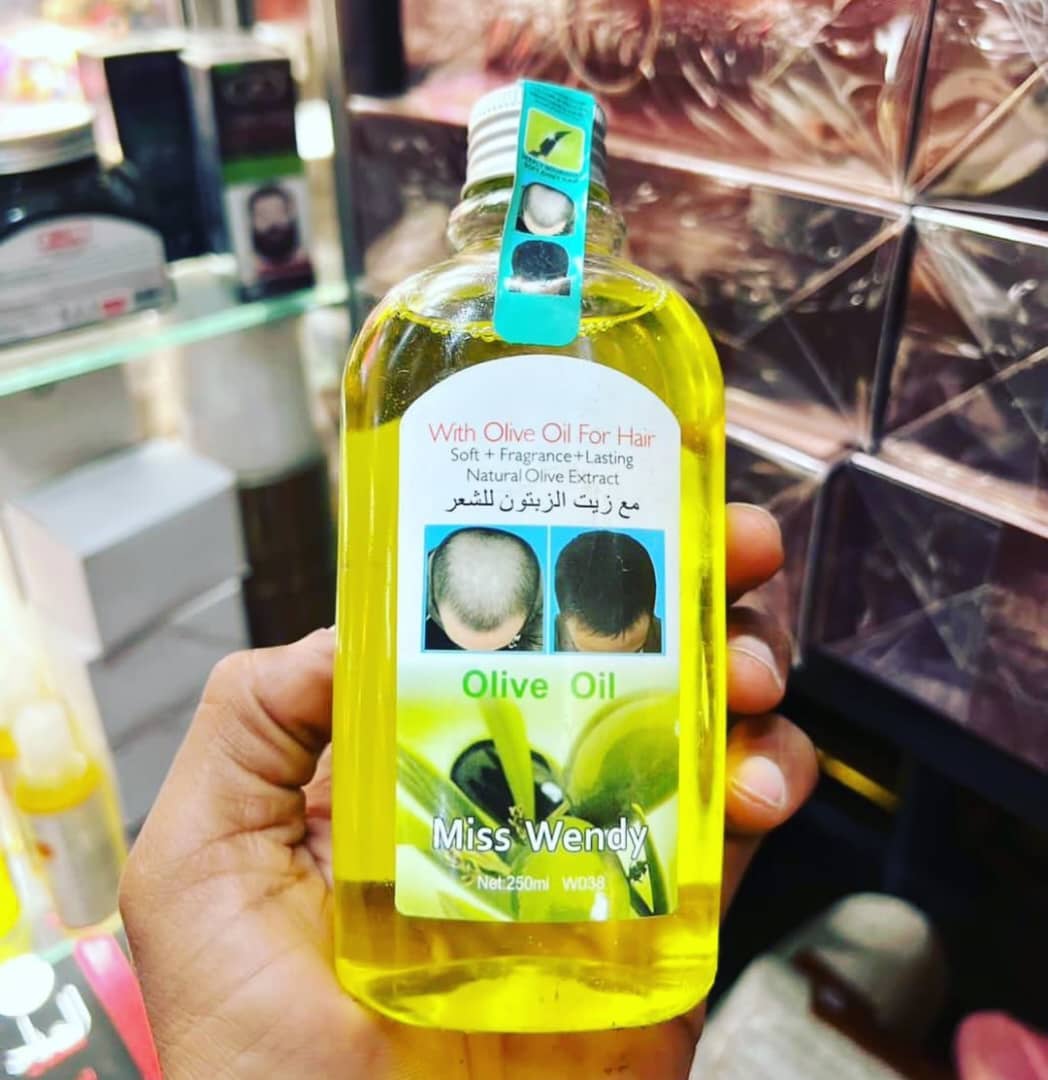 With Olive Oil For Hair
Soft + Fragrance+Lasting
Natural Olive Extract
مع زيت الزيتون للشعر
Olive Oil
Miss Wendy
Net:250ml W038